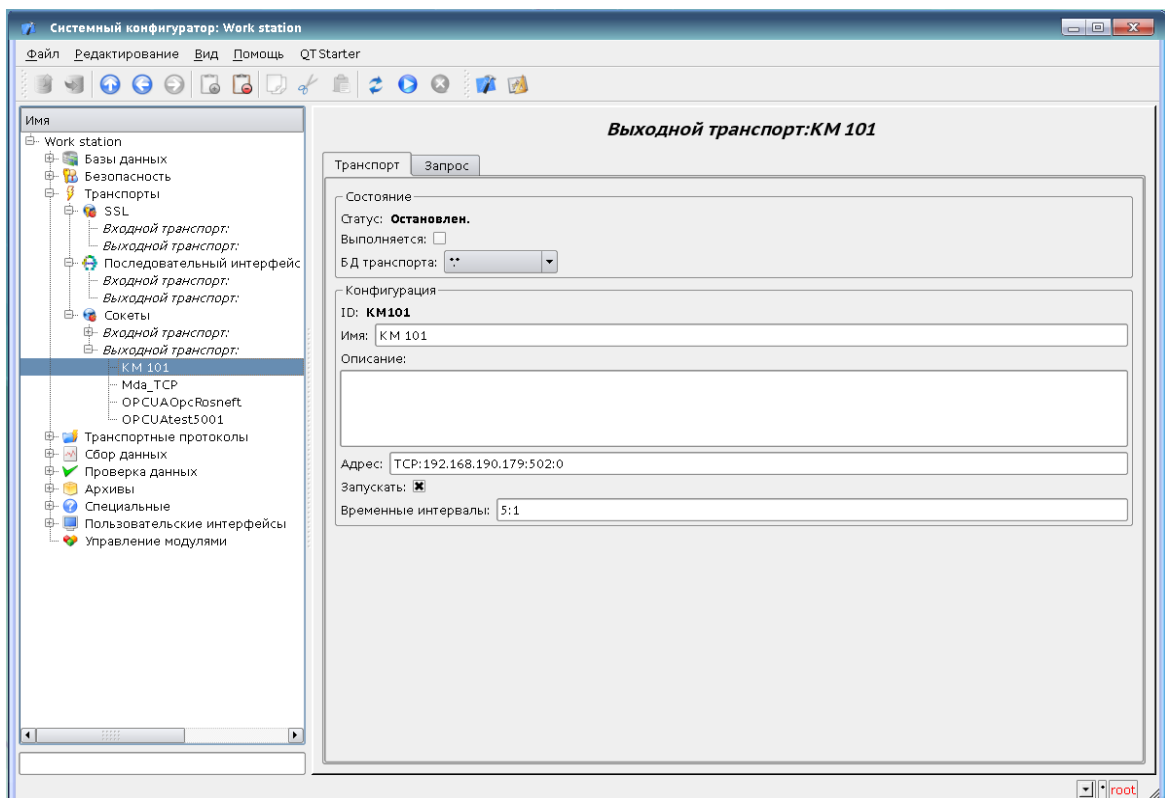 Системный конфигуратор: Work station
Файл Редактирование Вид Помощь QTStarter
Имя
Work station
Базы данных
Безопасность
Транспорты
SSL
Входной транспорт:
Выходной транспорт:
Последовательный интерфейс
Входной транспорт:
Выходной транспорт:
Сокеты
Входной транспорт:
Выходной транспорт:
KM 101
Mda_TCP
OPCUAOpcRosneft
OPCUAtest5001
Транспортные протоколы
Сбор данных
Проверка данных
Архивы
Специальные
Пользовательские интерфейсы
Управление модулями
Выходной транспорт:KM 101
Транспорт Запрос
Состояние
Статус: Остановлен.
Выполняется:
БД транспорта: *.*
Конфигурация
ID: KM101
Имя: KM 101
Описание:
Адрес: TCP:192.168.190.179:502:0
Запускать:
Временные интервалы: 5:1
* root